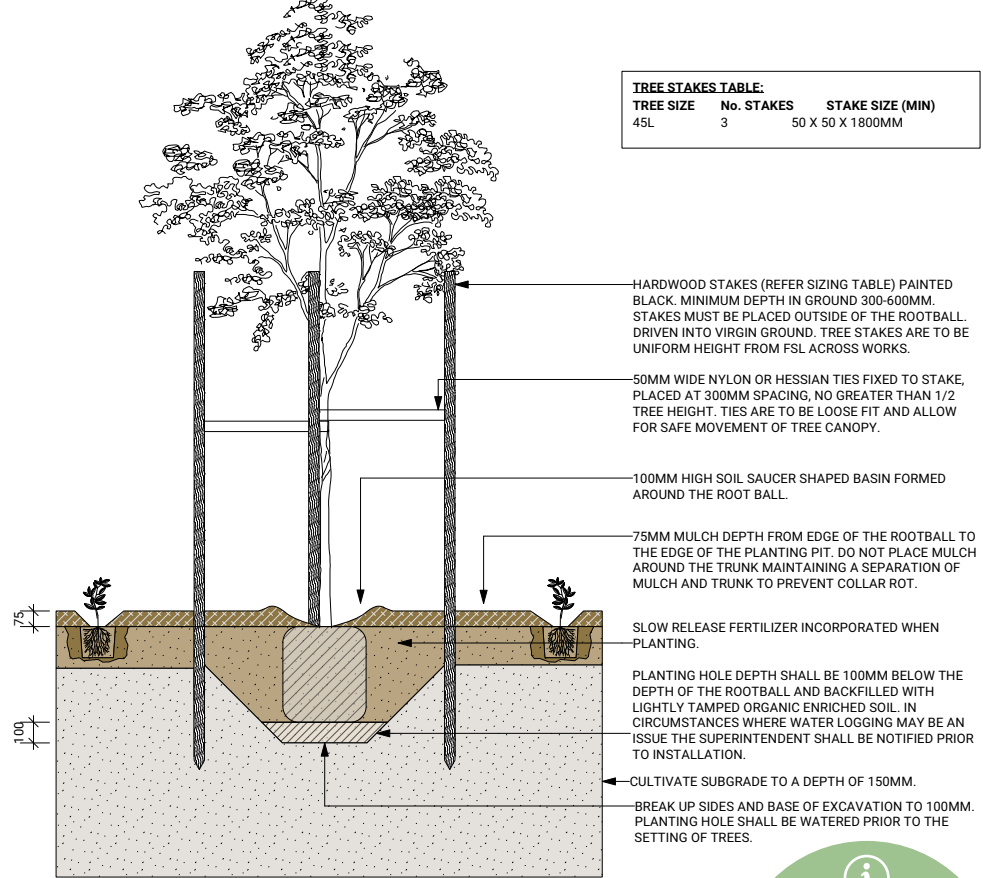 TREE STAKES TABLE:
TREE SIZE No. STAKES STAKE SIZE (MIN)
45L 3 50 X 50 X 1800MM
HARDWOOD STAKES (REFER SIZING TABLE) PAINTED
BLACK. MINIMUM DEPTH IN GROUND 300-600MM.
STAKES MUST BE PLACED OUTSIDE OF THE ROOTBALL.
DRIVEN INTO VIRGIN GROUND. TREE STAKES ARE TO BE
UNIFORM HEIGHT FROM FSL ACROSS WORKS.
50MM WIDE NYLON OR HESSIAN TIES FIXED TO STAKE,
PLACED AT 300MM SPACING, NO GREATER THAN 1/2
TREE HEIGHT. TIES ARE TO BE LOOSE FIT AND ALLOW
FOR SAFE MOVEMENT OF TREE CANOPY.
100MM HIGH SOIL SAUCER SHAPED BASIN FORMED
AROUND THE ROOT BALL.
75MM MULCH DEPTH FROM EDGE OF THE ROOTBALL TO
THE EDGE OF THE PLANTING PIT. DO NOT PLACE MULCH
AROUND THE TRUNK MAINTAINING A SEPARATION OF
MULCH AND TRUNK TO PREVENT COLLAR ROT.
75
SLOW RELEASE FERTILIZER INCORPORATED WHEN
PLANTING.
PLANTING HOLE DEPTH SHALL BE 100MM BELOW THE
DEPTH OF THE ROOTBALL AND BACKFILLED WITH
LIGHTLY TAMPED ORGANIC ENRICHED SOIL. IN
CIRCUMSTANCES WHERE WATER LOGGING MAY BE AN
ISSUE THE SUPERINTENDENT SHALL BE NOTIFIED PRIOR
TO INSTALLATION.
100
CULTIVATE SUBGRADE TO A DEPTH OF 150MM.
BREAK UP SIDES AND BASE OF EXCAVATION TO 100MM.
PLANTING HOLE SHALL BE WATERED PRIOR TO THE
SETTING OF TREES.
i